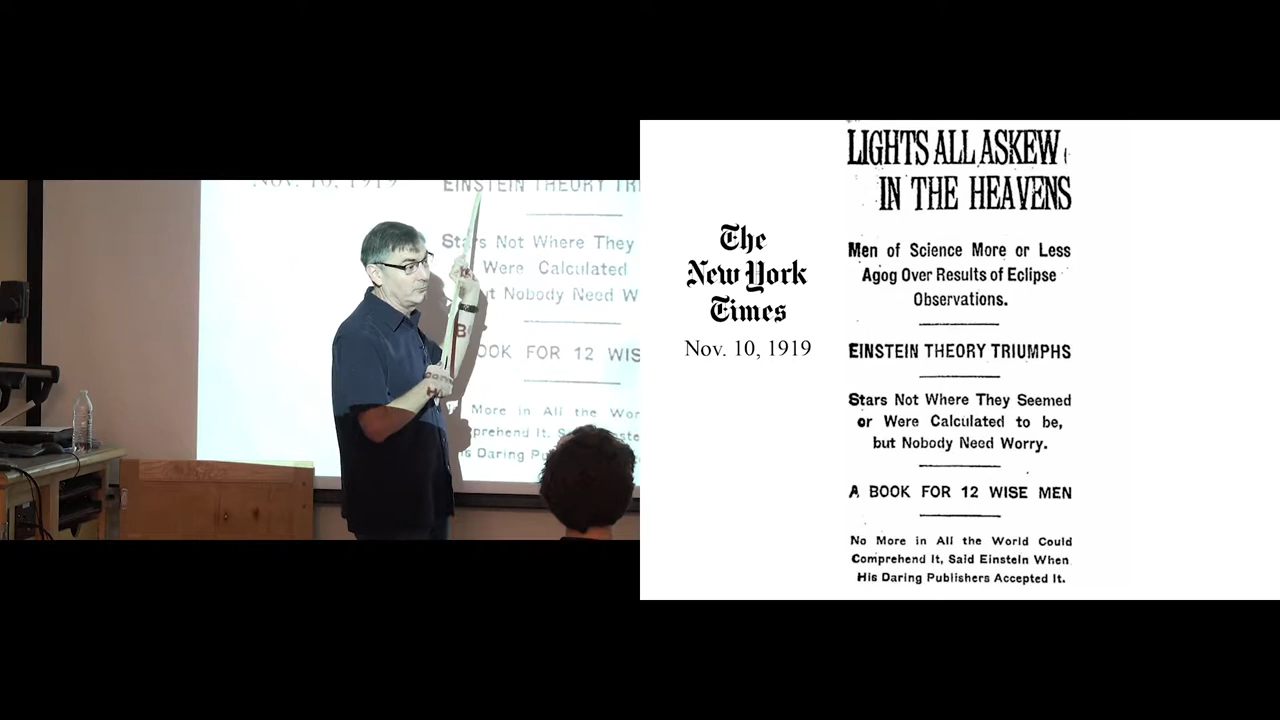 Nov. 10, 1919
EINSTEIN THEORY TRI
Stars Not Where They
Were Calculated
but Nobody Need W
BOOK FOR 12 WIS
More in All the Wor
prehend It, S
Daring Pu
The
New York
Times
Nov. 10, 1919
LIGHTS ALL ASKEW
IN THE HEAVENS
Men of Science More or Less
Agog Over Results of Eclipse
Observations.
EINSTEIN THEORY TRIUMPHS
Stars Not Where They Seemed
or Were Calculated to be,
but Nobody Need Worry.
A BOOK FOR 12 WISE MEN
No More in All the World Could
Comprehend It, Said Einstein When
His Daring Publishers Accepted It.